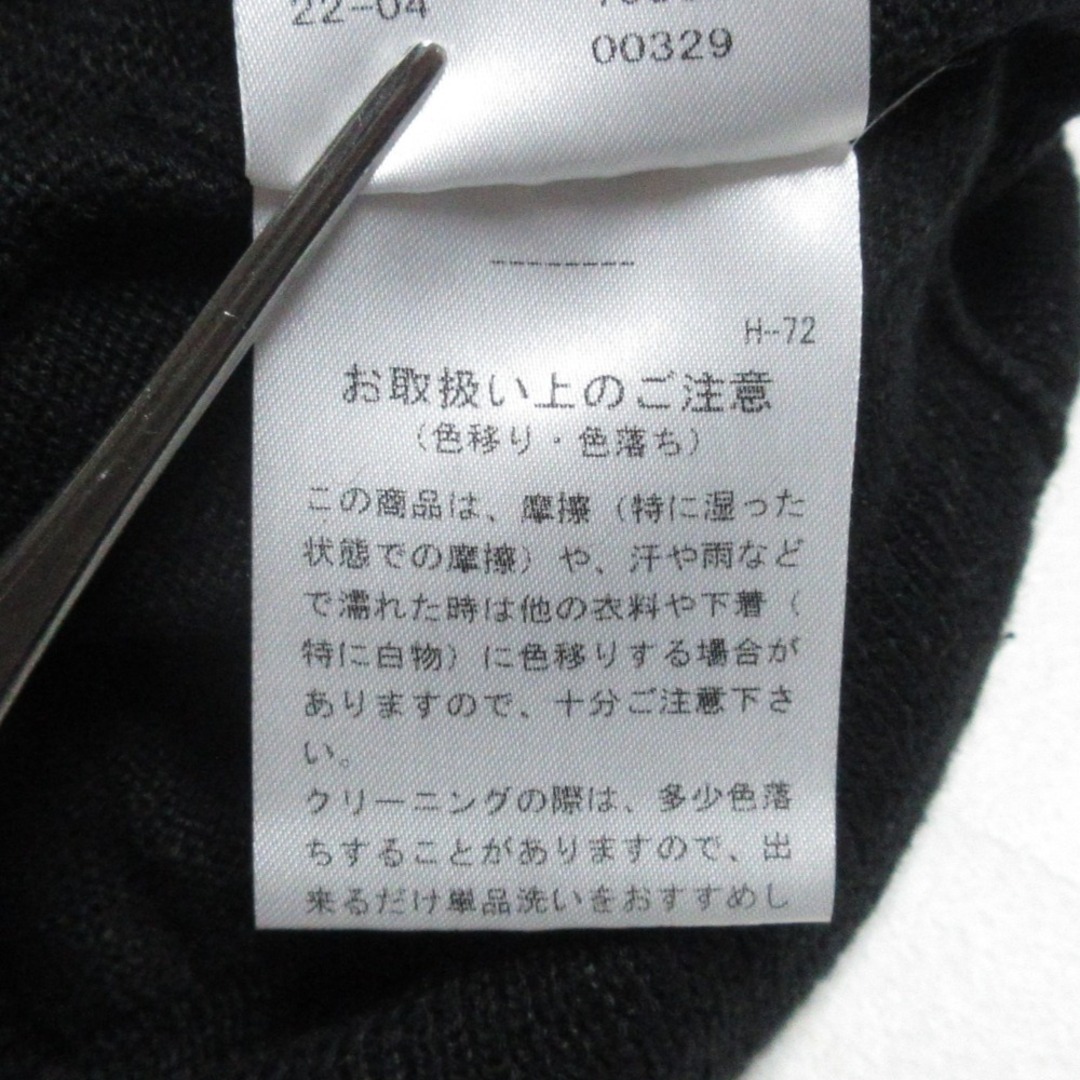 22-04
00329
--------
H-72
お取扱い上のご注意
（色移り・色落ち）
この商品は、摩擦（特に湿った
状態での摩擦）や、汗や雨など
で濡れた時は他の衣料や下着（
特に白物）に色移りする場合が
ありますので、十分ご注意下さ
い。
クリーニングの際は、多少色落
ちすることがありますので、出
来るだけ単品洗いをおすすめし